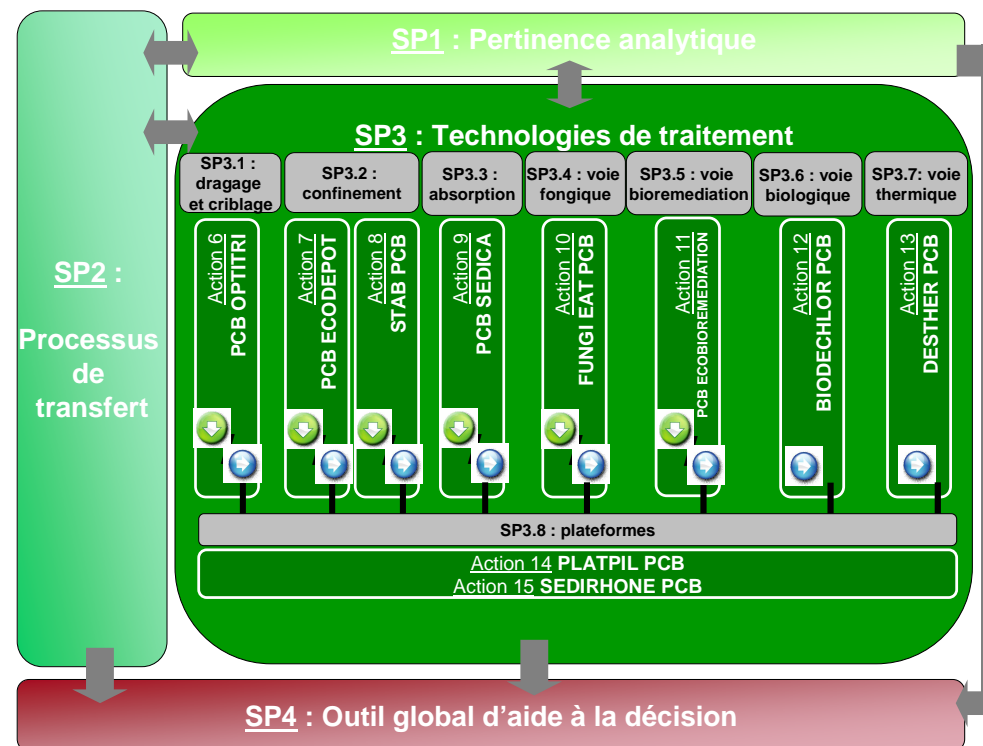 SP1 : Pertinence analytique
SP2 :
Processus
de
transfert
SP3 : Technologies de traitement
SP3.1 :
dragage
et criblage
SP3.2 :
confinement
SP3.3 :
absorption
SP3.4 : voie
fongique
SP3.5 : voie
bioremediation
SP3.6 : voie
biologique
SP3.7: voie
thermique
Action 6
PCB OPTITRI
Action 7
PCB ECODEPOT
Action 8
STAB PCB
Action 9
PCB SEDICA
Action 10
FUNGI EAT PCB
Action 11
PCB ECOBIOREMEDIATION
Action 12
BIODECHLOR PCB
Action 13
DESTHER PCB
SP3.8 : plateformes
Action 14 PLATPIL PCB
Action 15 SEDIRHONE PCB
SP4 : Outil global d’aide à la décision